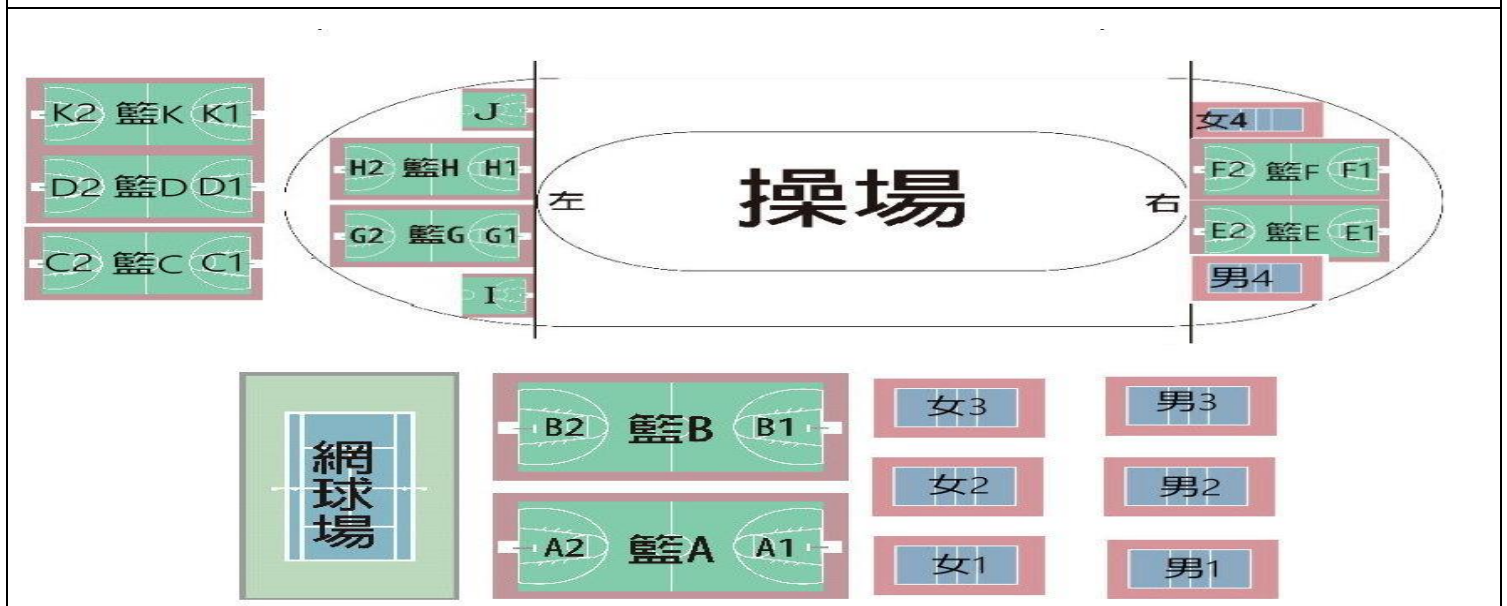 K2 籃K K1
D2 籃D D1
C2 籃C C1
J
H2 籃H H1
G2 籃G G1
I
左
操場
右
女4
F2 籃F F1
E2 籃E E1
男4
網球場
B2 籃B B1
A2 籃A A1
女3
女2
女1
男3
男2
男1